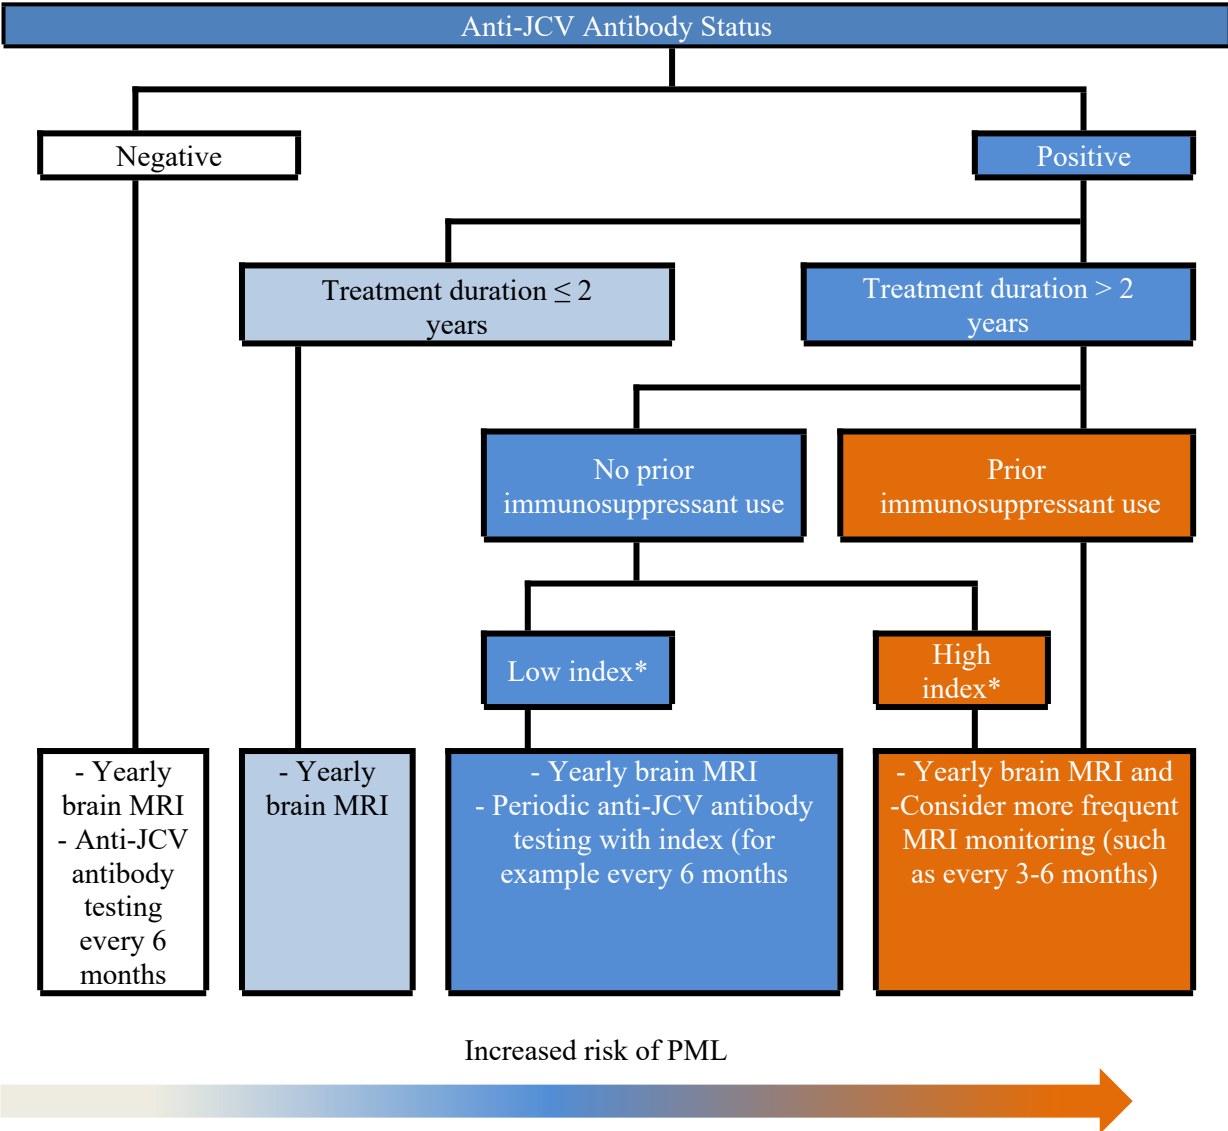 Anti-JCV Antibody Status
Negative
Positive
Treatment duration ≤ 2
years
Treatment duration > 2
years
No prior
immunosuppressant use
Prior
immunosuppressant use
Low index*
High
index*
- Yearly
brain MRI
- Anti-JCV
antibody
testing
every 6
months
- Yearly
brain MRI
- Yearly brain MRI
- Periodic anti-JCV antibody
testing with index (for
example every 6 months
- Yearly brain MRI and
-Consider more frequent
MRI monitoring (such
as every 3-6 months)
Increased risk of PML